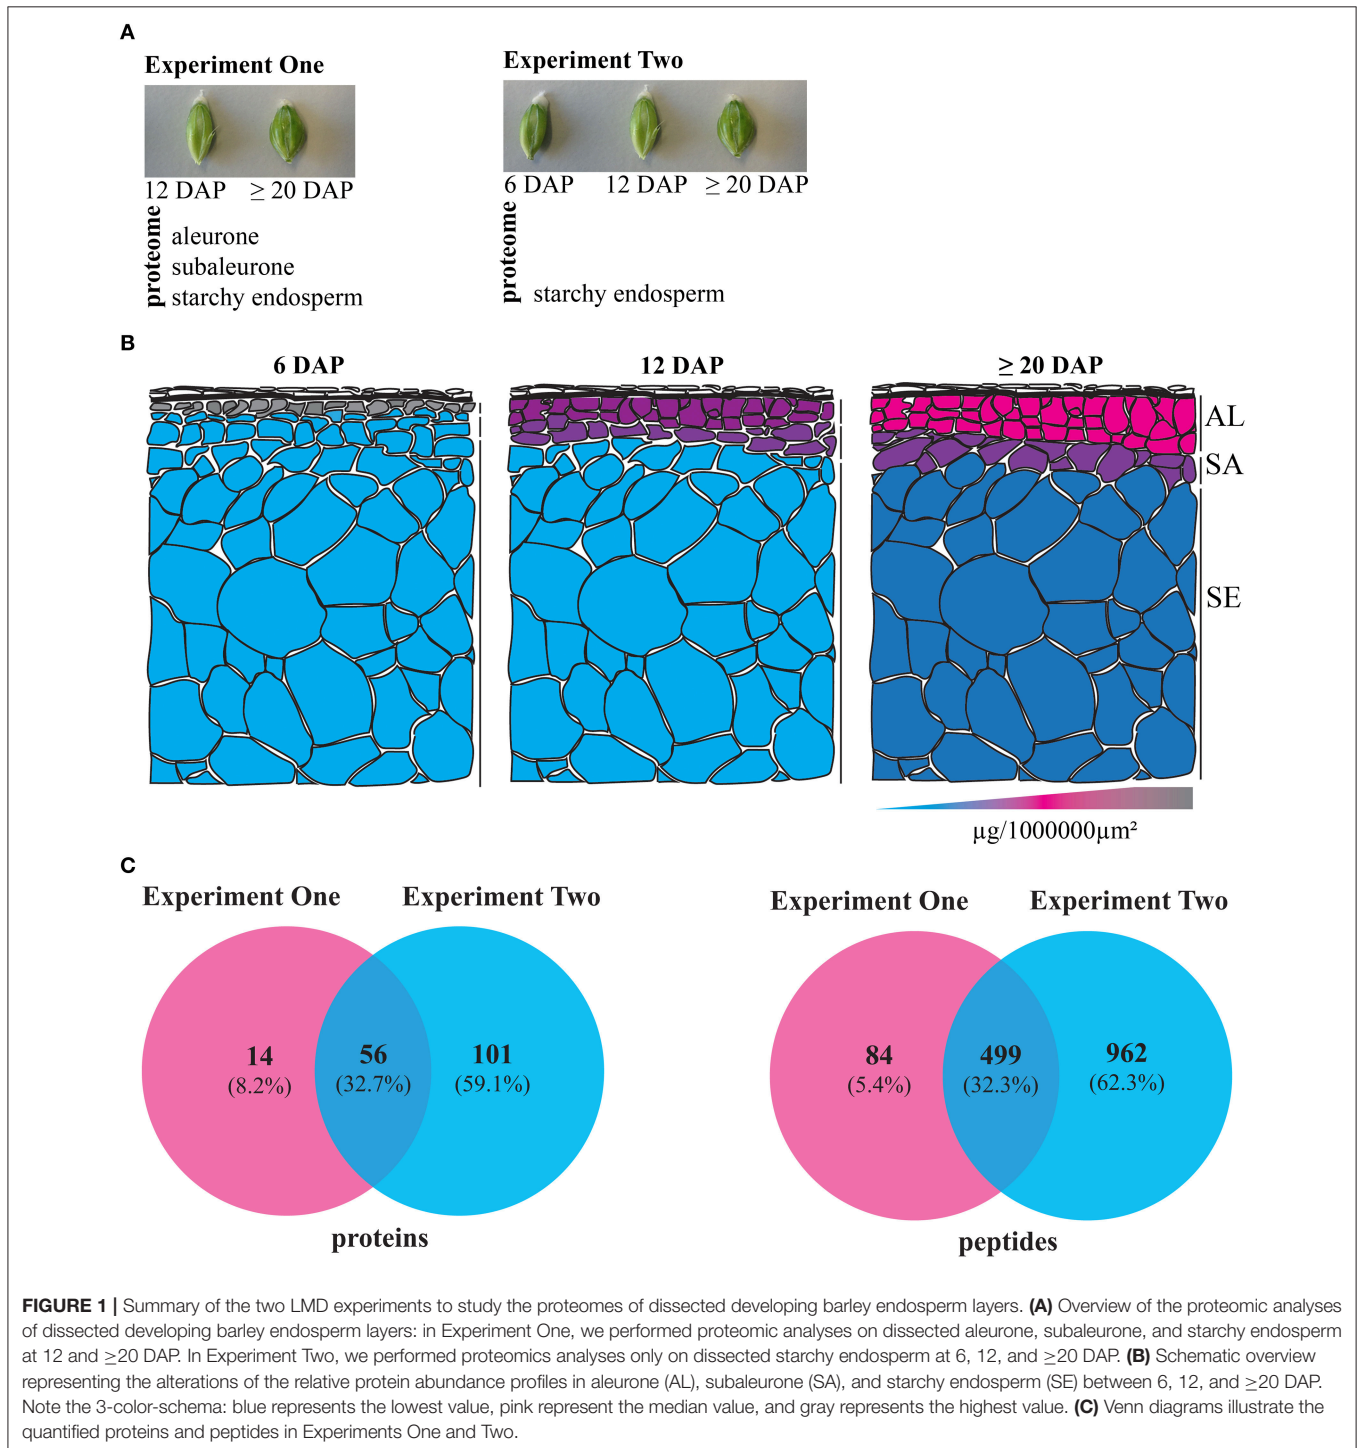 A
Experiment One
Experiment Two
12 DAP
≥ 20 DAP
6 DAP
12 DAP
≥ 20 DAP
proteome
aleurone
subaleurone
starchy endosperm
proteome
starchy endosperm
B
6 DAP
12 DAP
≥ 20 DAP
AL
SA
SE
µg/1000000µm²
C
Experiment One
Experiment Two
14
(8.2%)
56
(32.7%)
101
(59.1%)
proteins
Experiment One
Experiment Two
84
(5.4%)
499
(32.3%)
962
(62.3%)
peptides
FIGURE 1 | Summary of the two LMD experiments to study the proteomes of dissected developing barley endosperm layers. (A) Overview of the proteomic analyses
of dissected developing barley endosperm layers: in Experiment One, we performed proteomic analyses on dissected aleurone, subaleurone, and starchy endosperm
at 12 and ≥20 DAP. In Experiment Two, we performed proteomics analyses only on dissected starchy endosperm at 6, 12, and ≥20 DAP. (B) Schematic overview
representing the alterations of the relative protein abundance profiles in aleurone (AL), subaleurone (SA), and starchy endosperm (SE) between 6, 12, and ≥20 DAP.
Note the 3-color-schema: blue represents the lowest value, pink represent the median value, and gray represents the highest value. (C) Venn diagrams illustrate the
quantified proteins and peptides in Experiments One and Two.